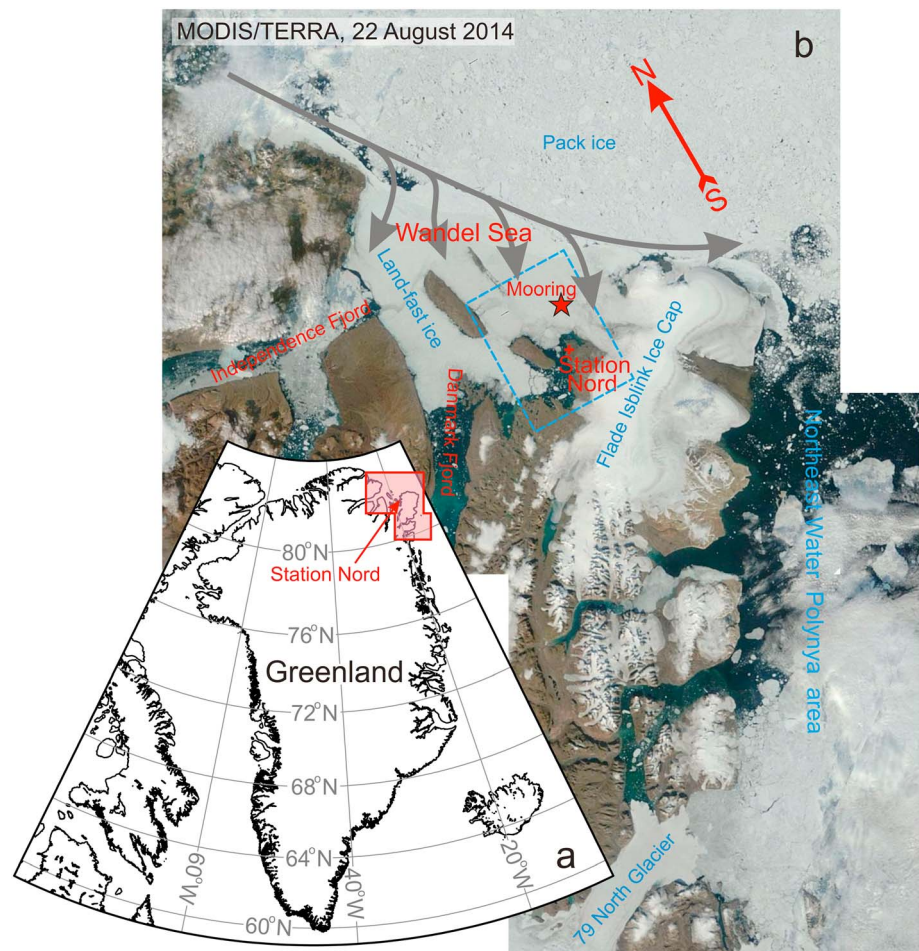 MODIS/TERRA, 22 August 2014
b
N
S
Pack ice
Wandel Sea
Land-fast ice
Mooring
Independence Fjord
Station
Nord
Flade Isblink Ice Cap
Danmark Fjord
Northeast Water Polynya area
80°N
Station Nord
76°N
Greenland
72°N
68°N
64°N
60°N
60°W
40°W
20°W
a
79 North Glacier